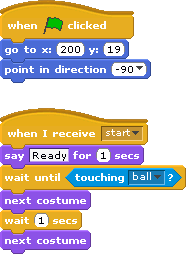 when clicked
go to x: 200 y: 19
point in direction -90
when I receive start
say Ready for 1 secs
wait until touching ball ?
next costume
wait 1 secs
next costume